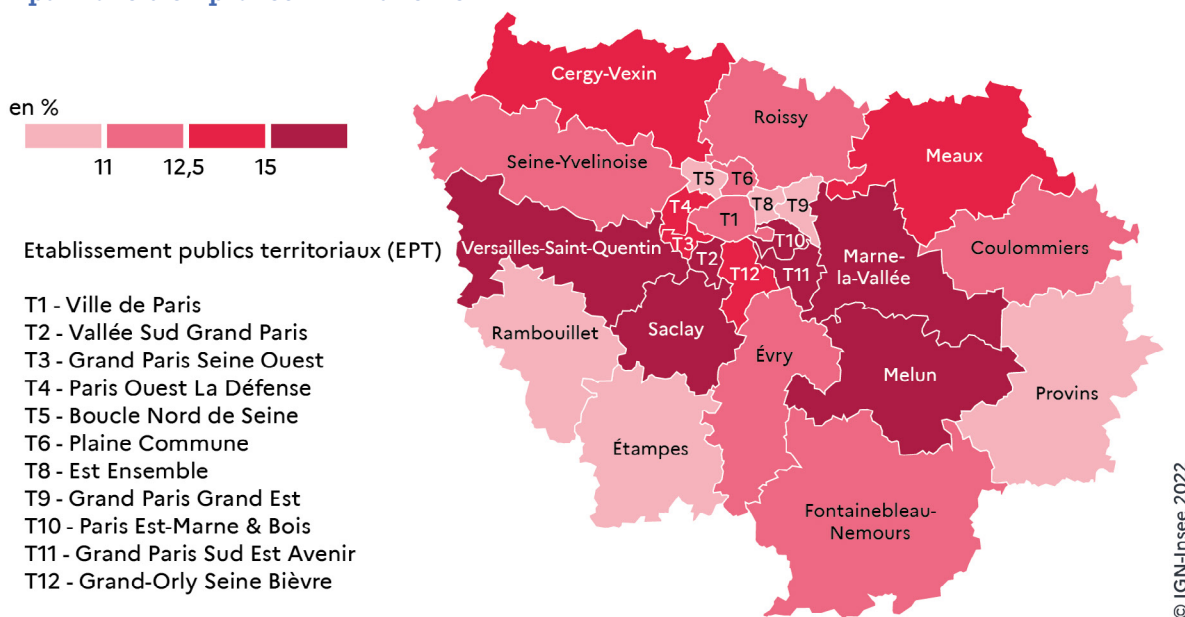 en %
11 12,5 15
Etablissement publics territoriaux (EPT)
T1 - Ville de Paris
T2 - Vallée Sud Grand Paris
T3 - Grand Paris Seine Ouest
T4 - Paris Ouest La Défense
T5 - Boucle Nord de Seine
T6 - Plaine Commune
T8 - Est Ensemble
T9 - Grand Paris Grand Est
T10 - Paris Est-Marne & Bois
T11 - Grand Paris Sud Est Avenir
T12 - Grand-Orly Seine Bièvre
Cergy-Vexin
Roissy
Meaux
Seine-Yvelinoise
T5
T6
T4
T8
T9
T1
T3
T10
T2
T12
T11
Versailles-Saint-Quentin
Marne-
la-Vallée
Coulommiers
Rambouillet
Saclay
Évry
Melun
Provins
Étampes
Fontainebleau-
Nemours
© IGN-Insee 2022